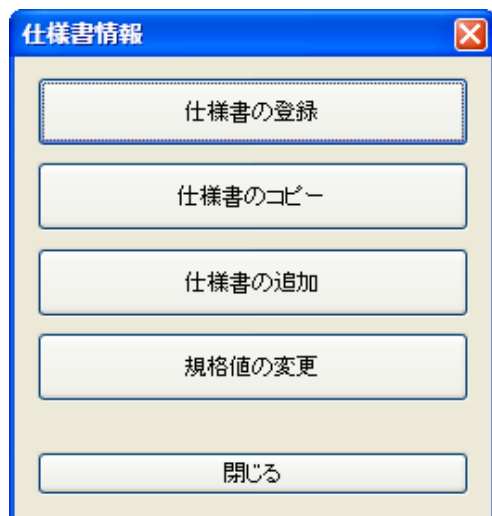 仕様書情報
仕様書の登録
仕様書のコピー
仕様書の追加
規格値の変更
閉じる